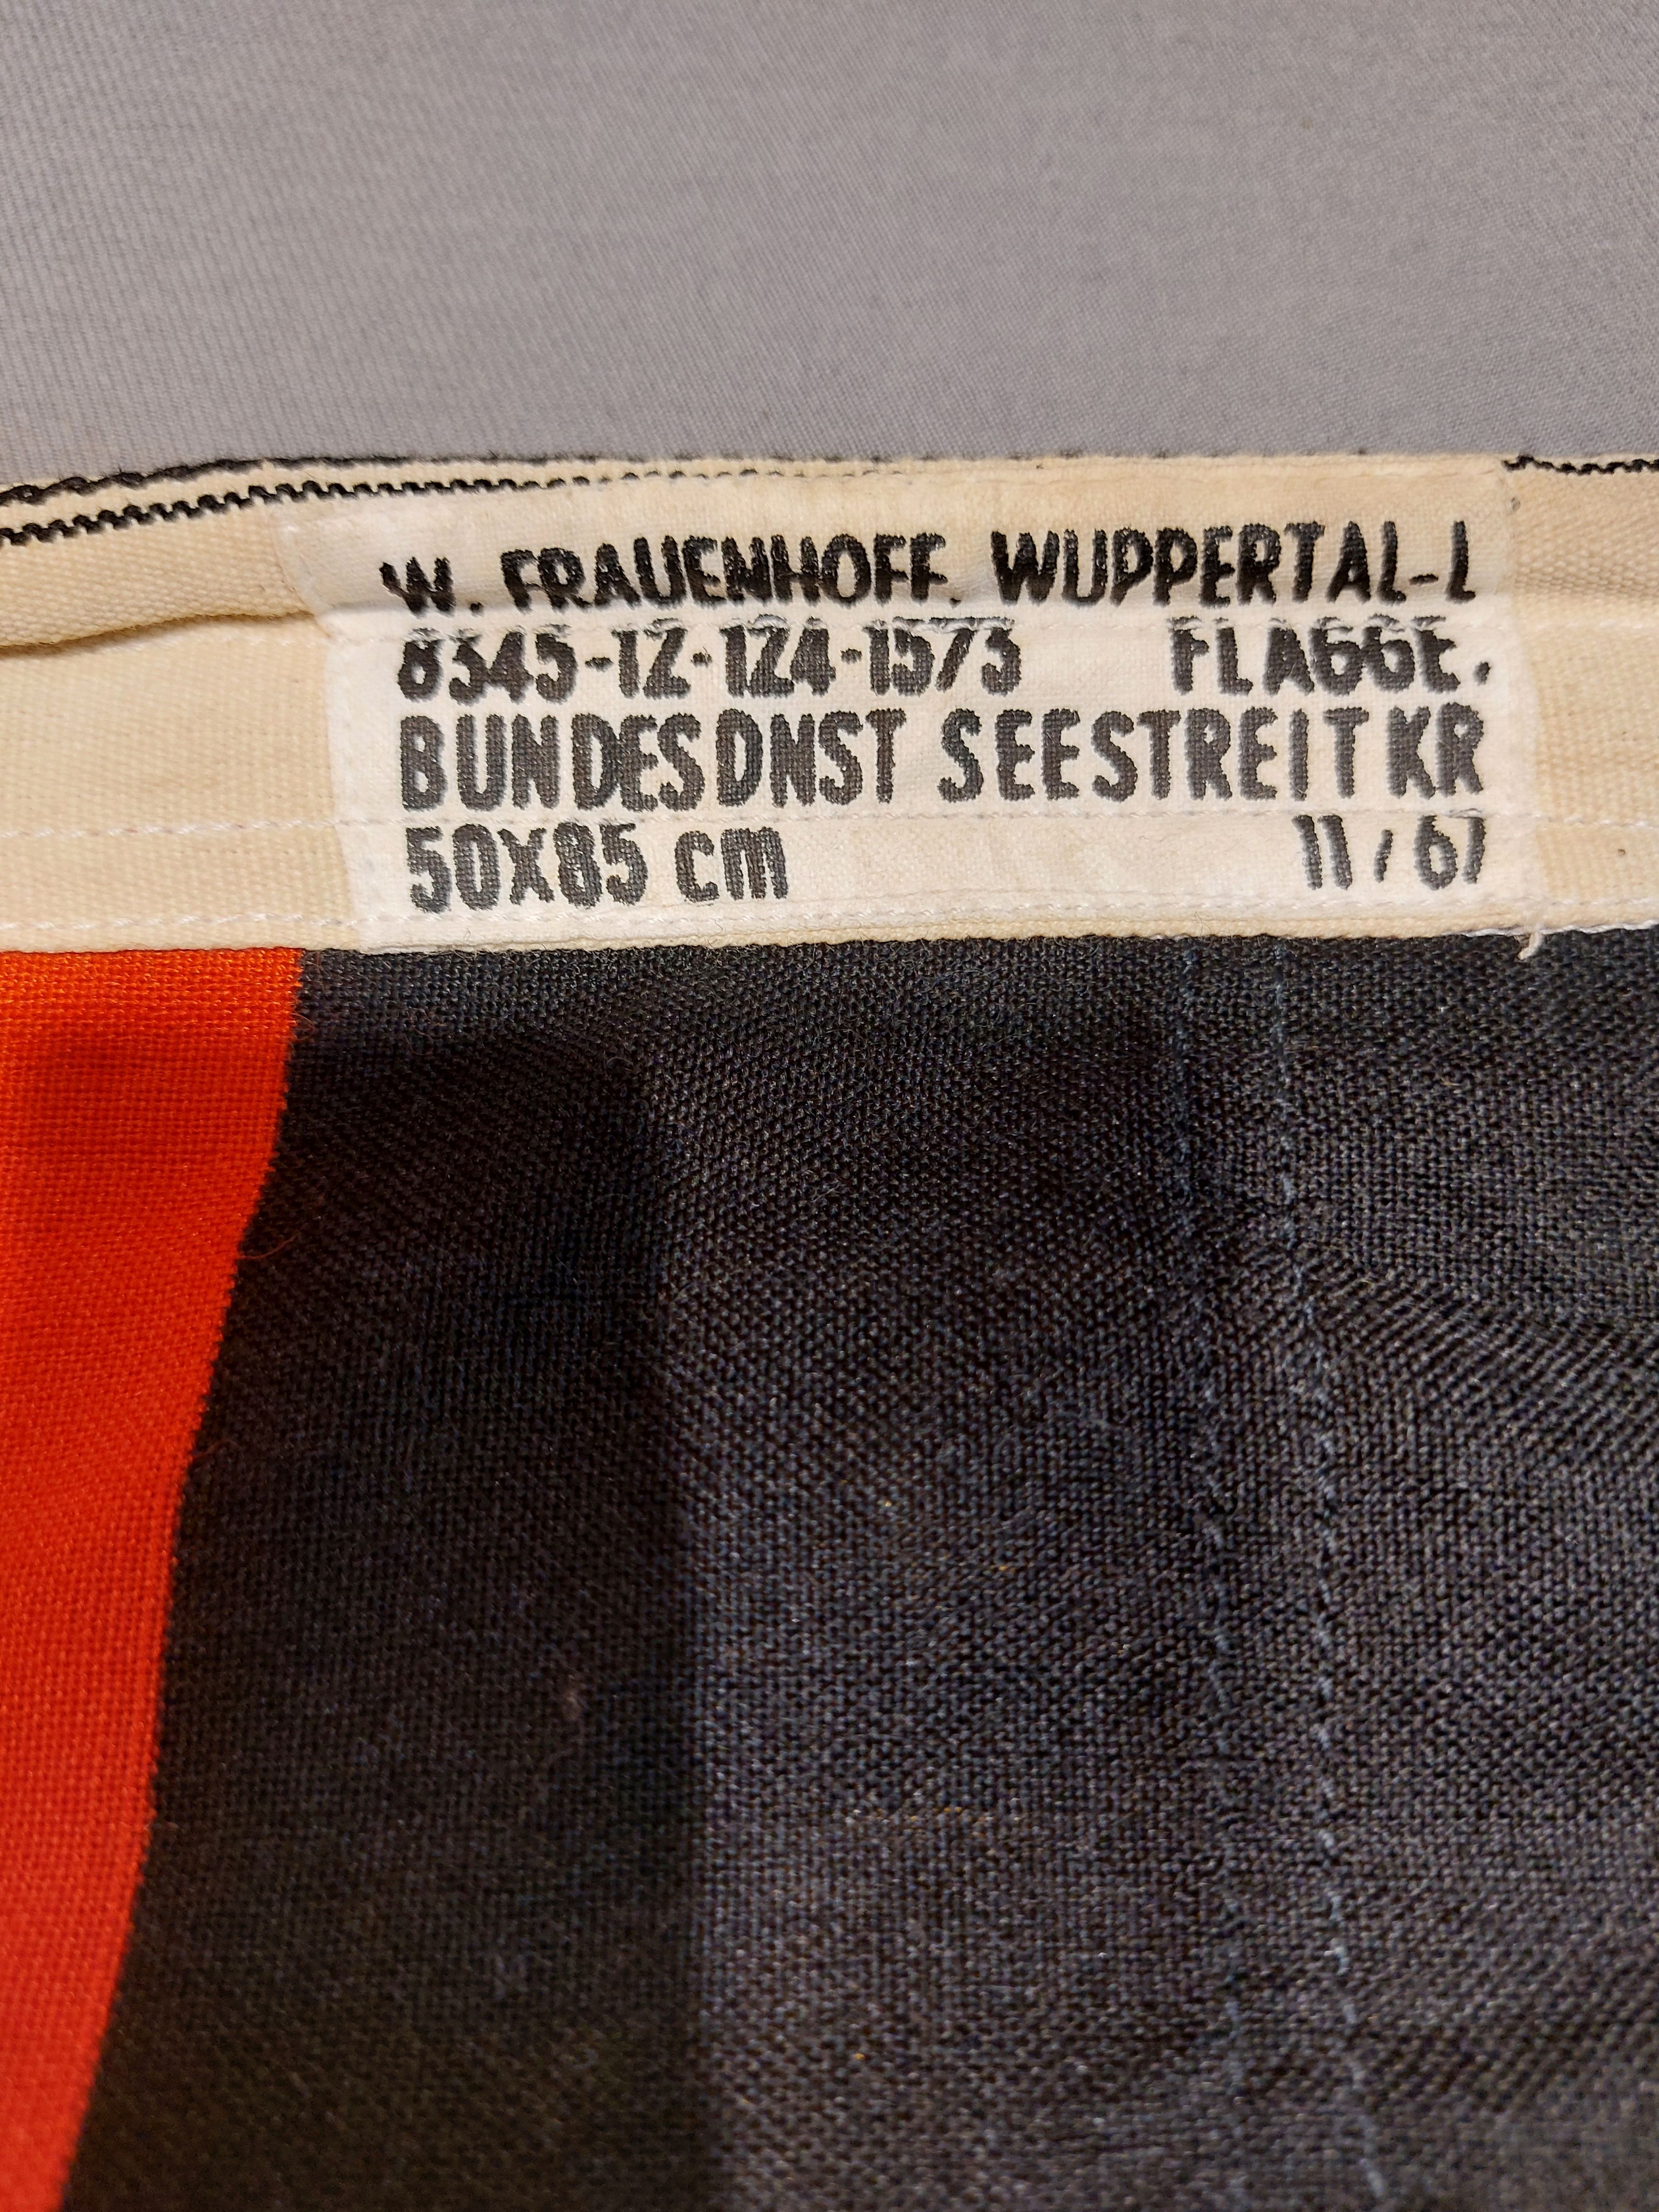 W. FRAUENHOFF. WUPPERTAL-L
8345-12-124-1573 FLAGGE,
BUNDESDNST SEESTREITKR
50X85 cm 11/67